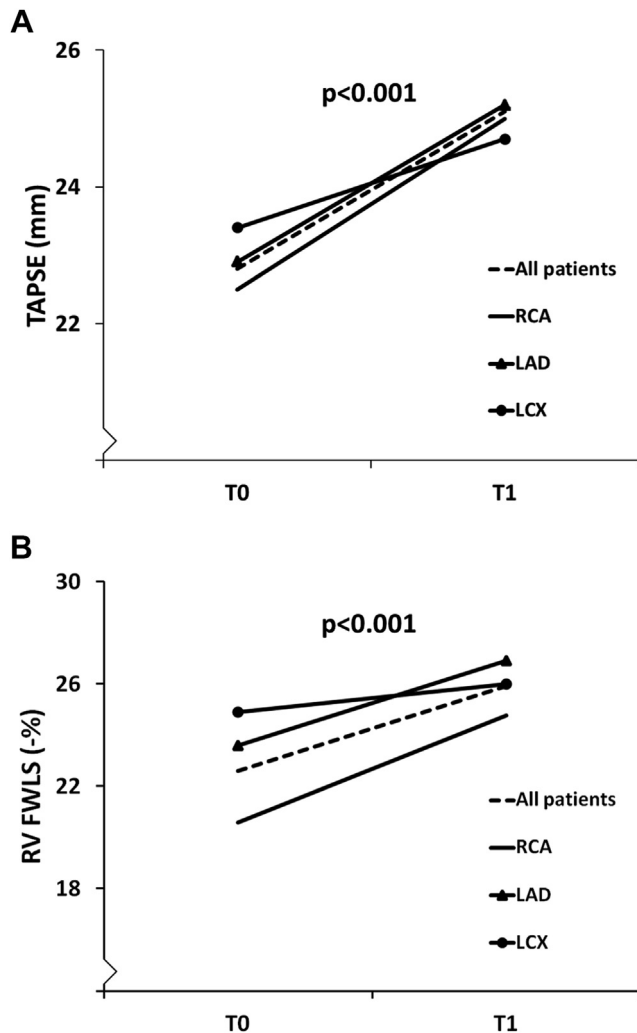 A
26
p<0.001
24
TAPSE (mm)
22
All patients
RCA
LAD
LCX
T0 T1
B
30
p<0.001
26
RV FWLS (-%)
22
18
All patients
RCA
LAD
LCX
T0 T1